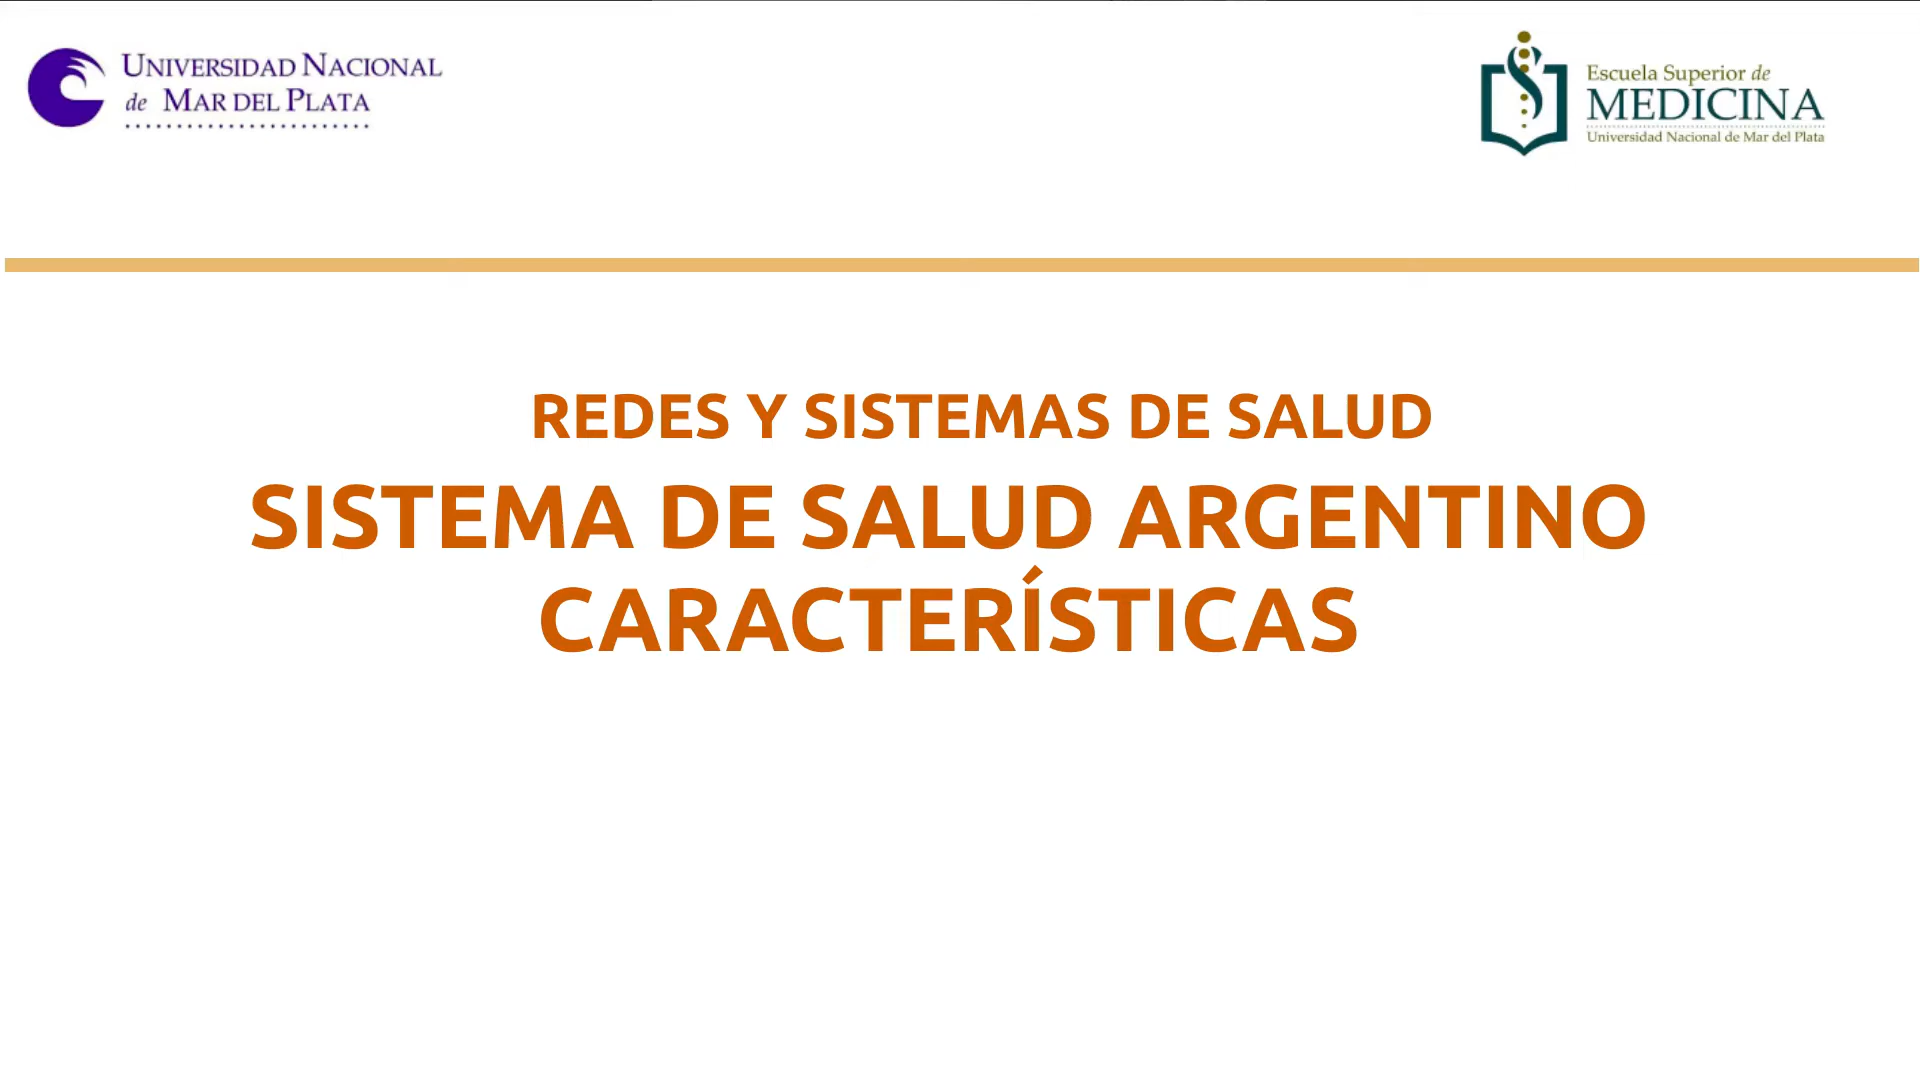 UNIVERSIDAD NACIONAL
de MAR DEL PLATA
Escuela Superior de
MEDICINA
Universidad Nacional de Mar del Plata
REDES Y SISTEMAS DE SALUD
SISTEMA DE SALUD ARGENTINO
CARACTERÍSTICAS